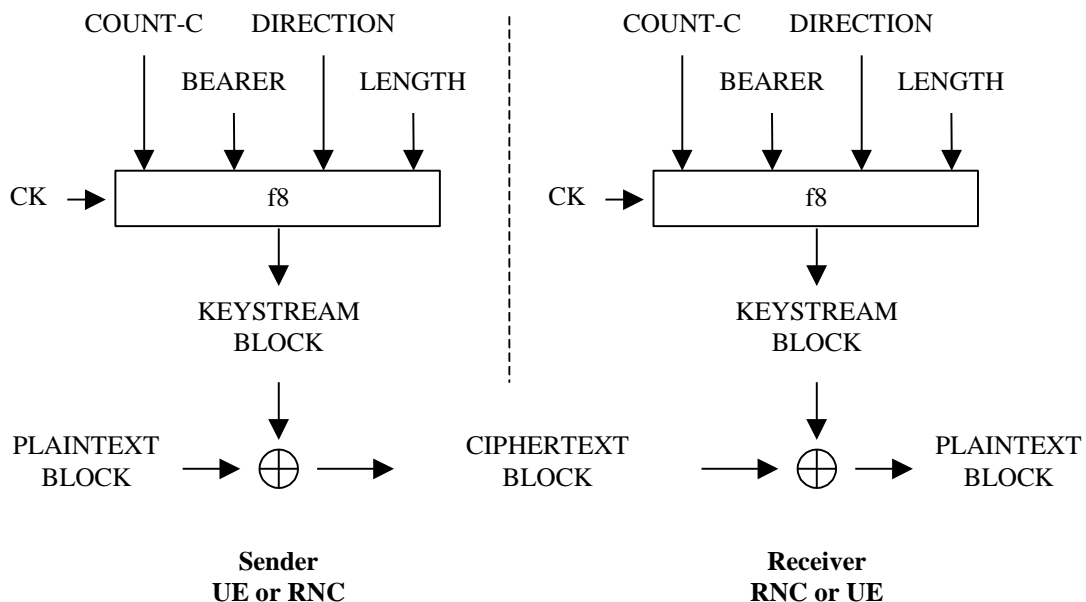 COUNT-C DIRECTION COUNT-C DIRECTION
BEARER LENGTH BEARER LENGTH
CK f8 CK f8
KEYSTREAM
BLOCK
KEYSTREAM
BLOCK
PLAINTEXT
BLOCK
CIPHERTEXT
BLOCK
PLAINTEXT
BLOCK
Sender
UE or RNC
Receiver
RNC or UE